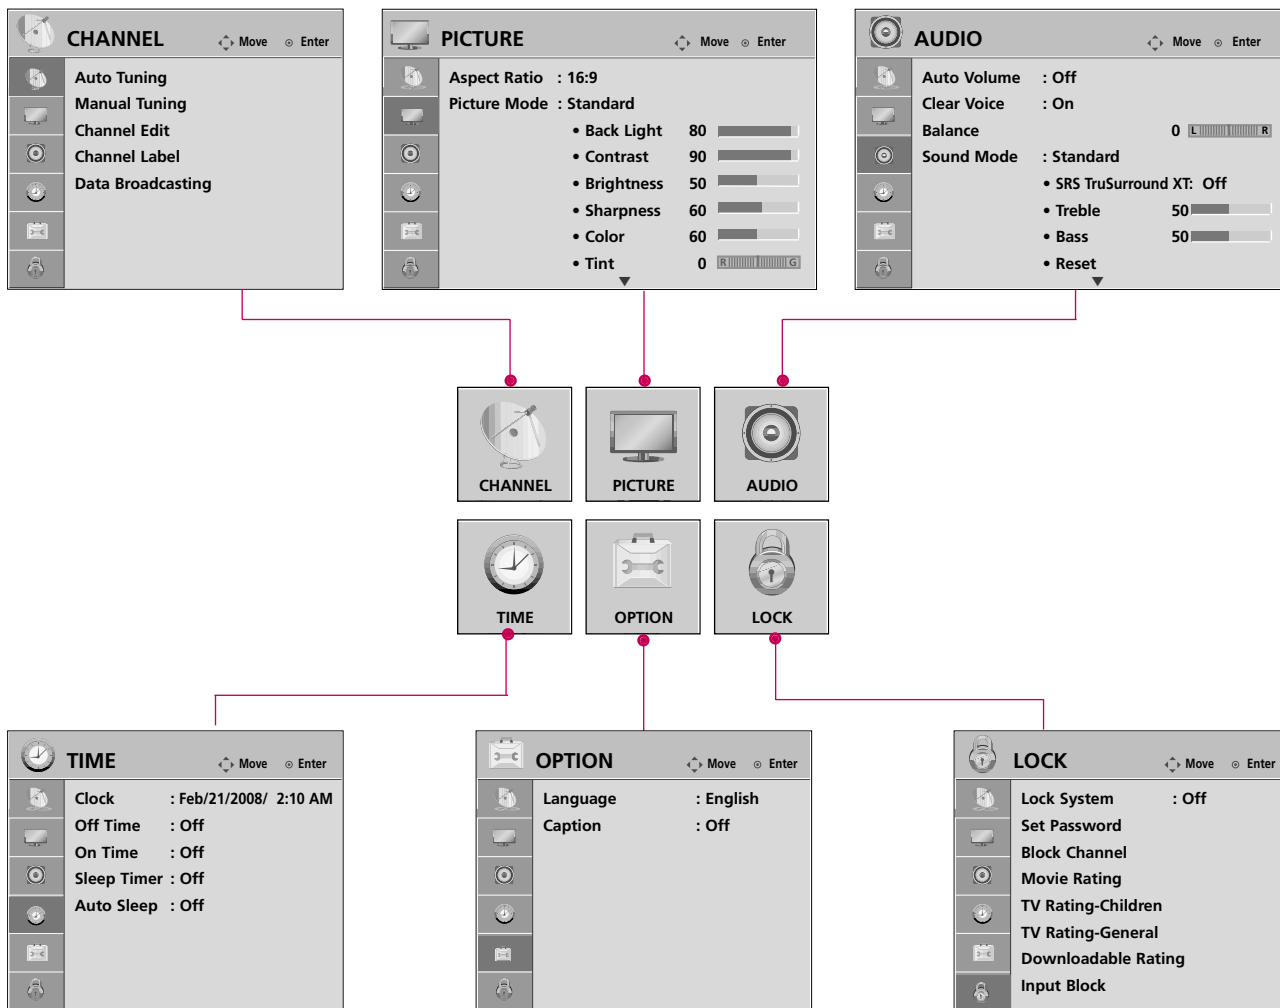 CHANNEL Move Enter
Auto Tuning
Manual Tuning
Channel Edit
Channel Label
Data Broadcasting
PICTURE Move Enter
Aspect Ratio : 16:9
Picture Mode : Standard
• Back Light 80
• Contrast 90
• Brightness 50
• Sharpness 60
• Color 60
• Tint 0 R G
AUDIO Move Enter
Auto Volume : Off
Clear Voice : On
Balance 0 L R
Sound Mode : Standard
• SRS TruSurround XT: Off
• Treble 50
• Bass 50
• Reset
CHANNEL
PICTURE
AUDIO
TIME
OPTION
LOCK
TIME Move Enter
Clock : Feb/21/2008/ 2:10 AM
Off Time : Off
On Time : Off
Sleep Timer : Off
Auto Sleep : Off
OPTION Move Enter
Language : English
Caption : Off
LOCK Move Enter
Lock System : Off
Set Password
Block Channel
Movie Rating
TV Rating-Children
TV Rating-General
Downloadable Rating
Input Block